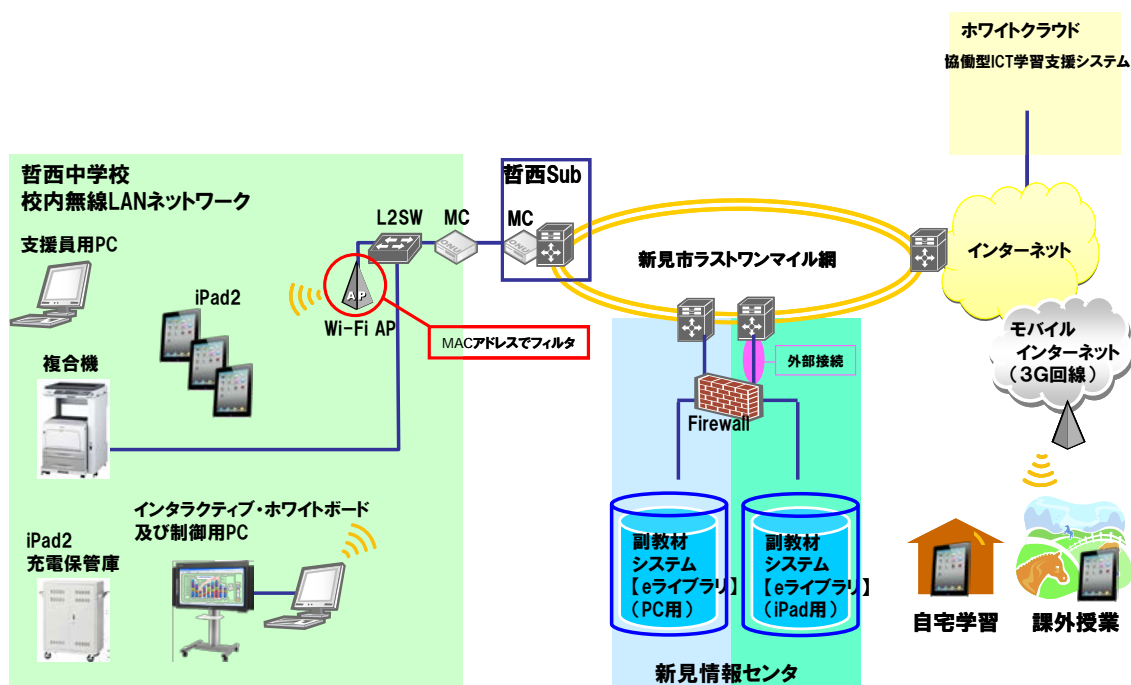 ホワイトクラウド
協働型ICT学習支援システム
哲西中学校
校内無線LANネットワーク
支援員用PC
iPad2
複合機
iPad2
充電保管庫
インタラクティブ・ホワイトボード
及び制御用PC
L2SW
MC
AP
Wi-Fi AP
MACアドレスでフィルタ
哲西Sub
MC
ONU
ONU
新見市ラストワンマイル網
インターネット
モバイル
インターネット
（3G回線）
外部接続
Firewall
副教材
システム
【eライブラリ】
（PC用）
副教材
システム
【eライブラリ】
（iPad用）
新見情報センタ
自宅学習
課外授業